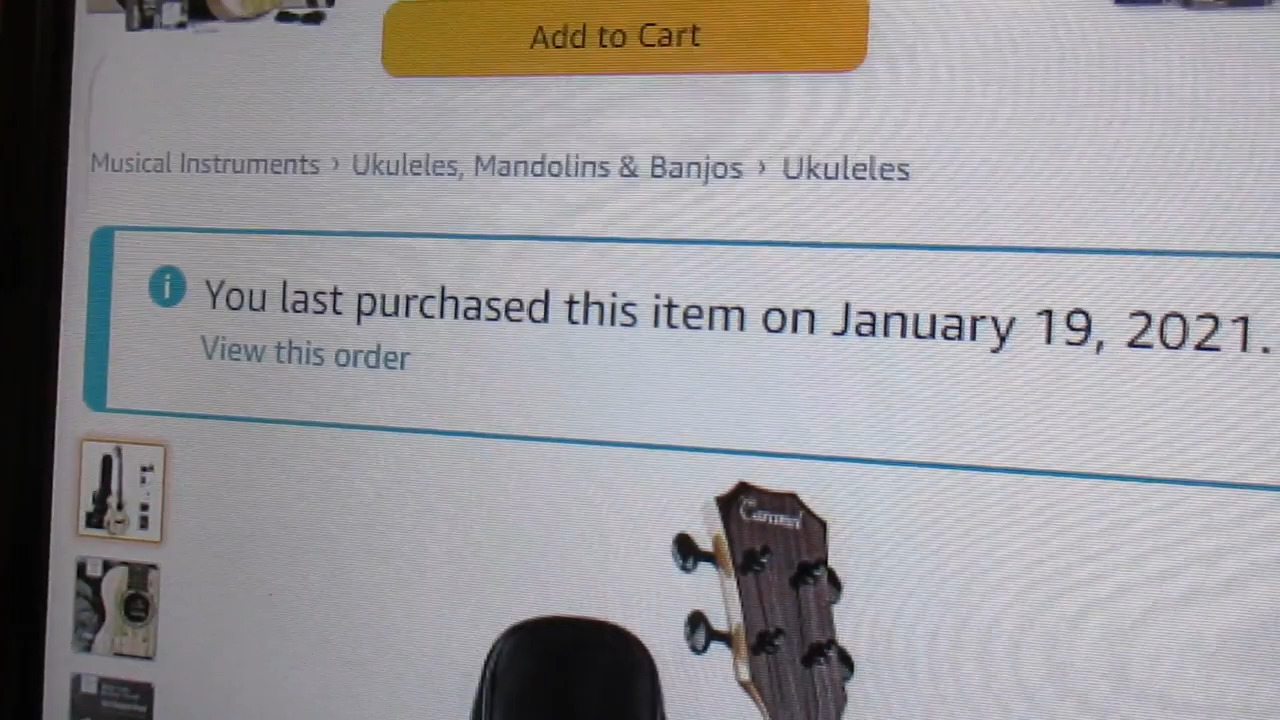 Add to Cart
Musical Instruments › Ukuleles, Mandolins & Banjos › Ukuleles
i
You last purchased this item on January 19, 2021.
View this order